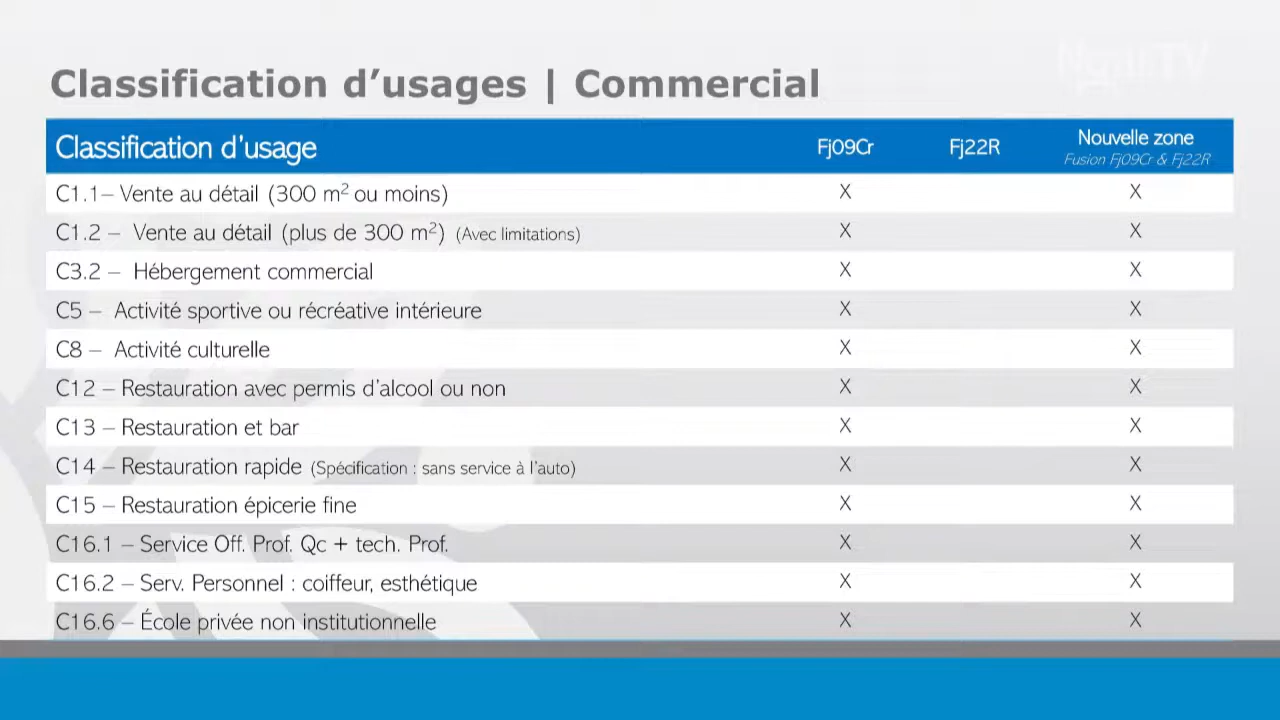 Classification d’usages | Commercial
Classification d’usage Fj09Cr Fj22R Nouvelle zone
Fusion Fj09Cr & Fj22R
C1.1– Vente au détail (300 m² ou moins) X X
C1.2 – Vente au détail (plus de 300 m²) (Avec limitations) X X
C3.2 – Hébergement commercial X X
C5 – Activité sportive ou récréative intérieure X X
C8 – Activité culturelle X X
C12 – Restauration avec permis d’alcool ou non X X
C13 – Restauration et bar X X
C14 – Restauration rapide (Spécification : sans service à l’auto) X X
C15 – Restauration épicerie fine X X
C16.1 – Service Off. Prof. Qc + tech. Prof. X X
C16.2 – Serv. Personnel : coiffeur, esthétique X X
C16.6 – École privée non institutionnelle X X